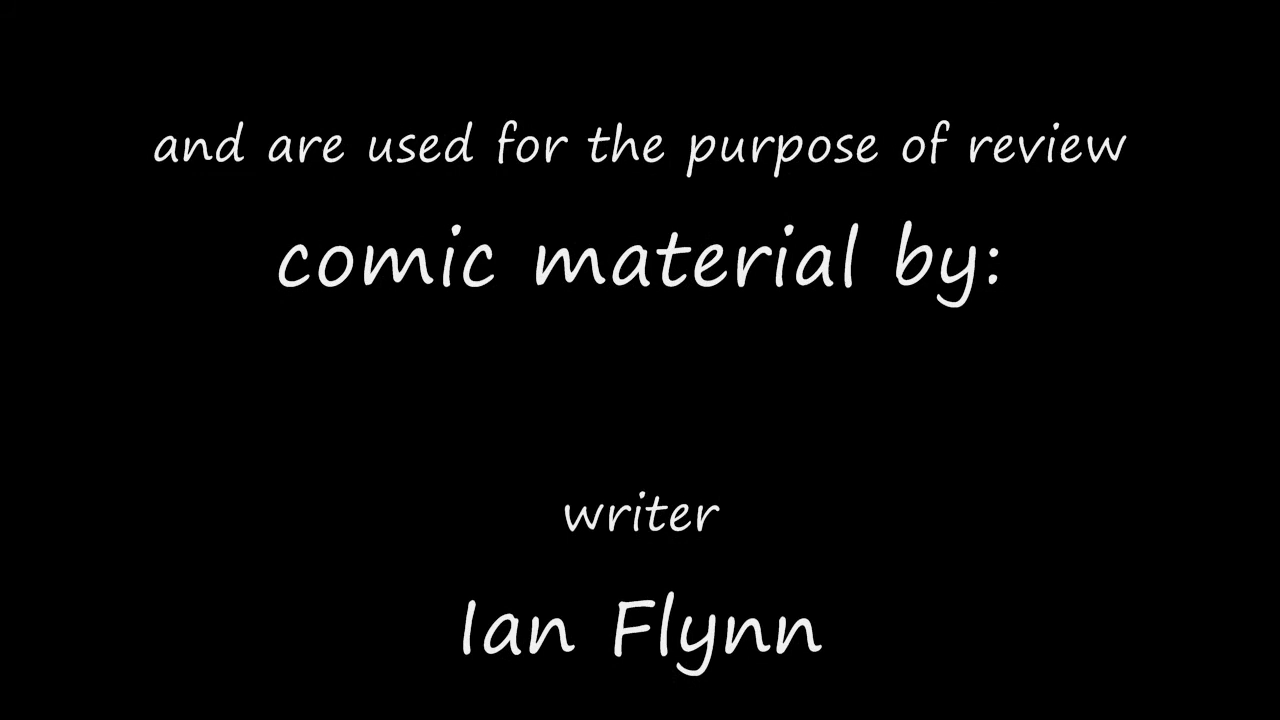 and are used for the purpose of review
comic material by:
writer
Ian Flynn